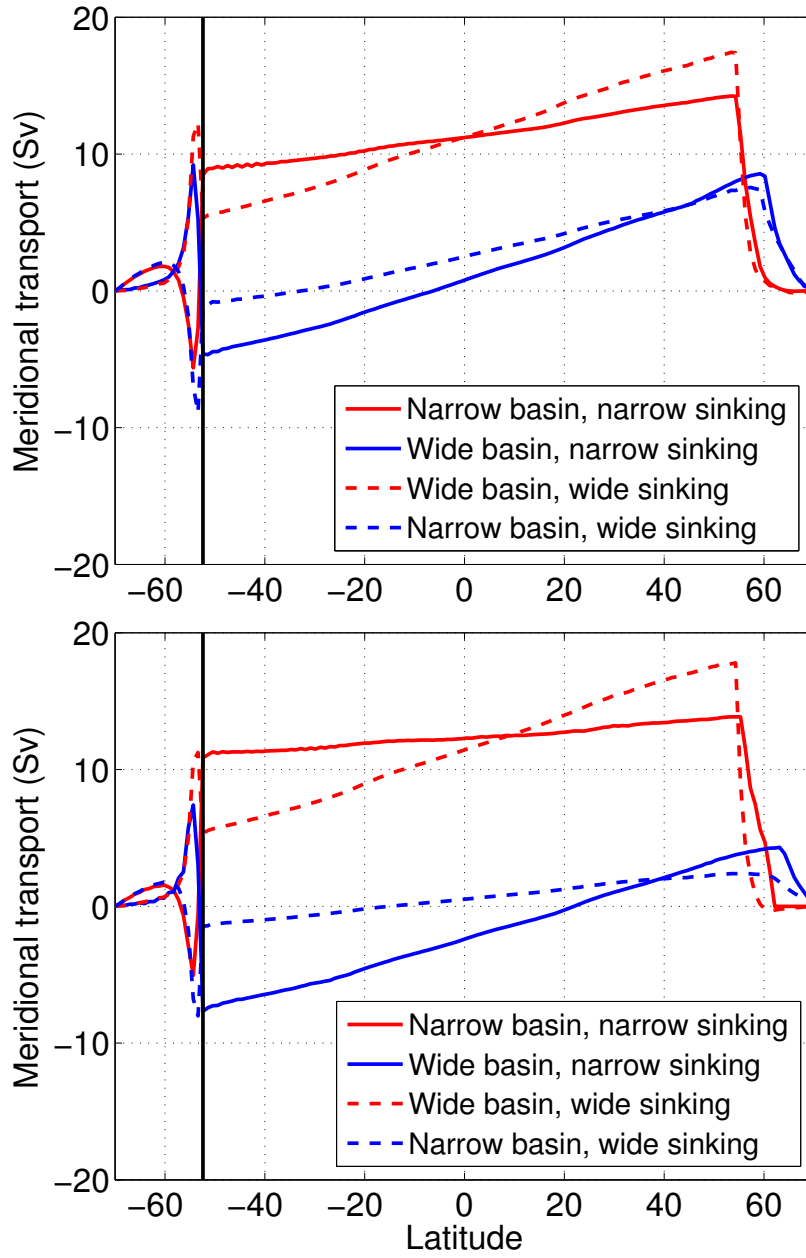 20
10
0
−10
−20
Meridional transport (Sv)
Narrow basin, narrow sinking
Wide basin, narrow sinking
Wide basin, wide sinking
Narrow basin, wide sinking
−60 −40 −20 0 20 40 60
20
10
0
−10
−20
Meridional transport (Sv)
Narrow basin, narrow sinking
Wide basin, narrow sinking
Wide basin, wide sinking
Narrow basin, wide sinking
−60 −40 −20 0 20 40 60
Latitude